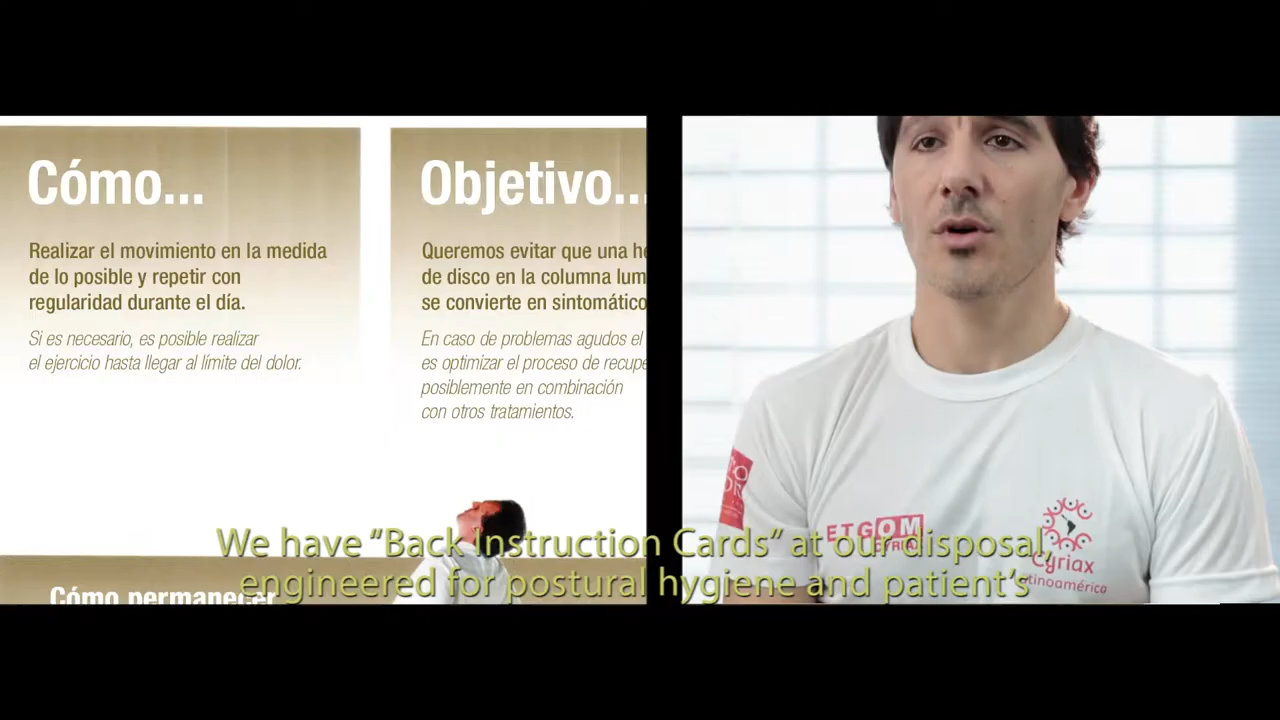 Cómo...
Realizar el movimiento en la medida
de lo posible y repetir con
regularidad durante el día.
Si es necesario, es posible realizar
el ejercicio hasta llegar al límite del dolor.
Objetivo...
Queremos evitar que una he
de disco en la columna lum
se convierte en sintomático
En caso de problemas agudos el
es optimizar el proceso de recupe
posiblemente en combinación
con otros tratamientos.
Cómo permanecer
ETGOM
CYRIAX
Cyriax
Latinoamérica
We have “Back Instruction Cards” at our disposal,
engineered for postural hygiene and patient’s